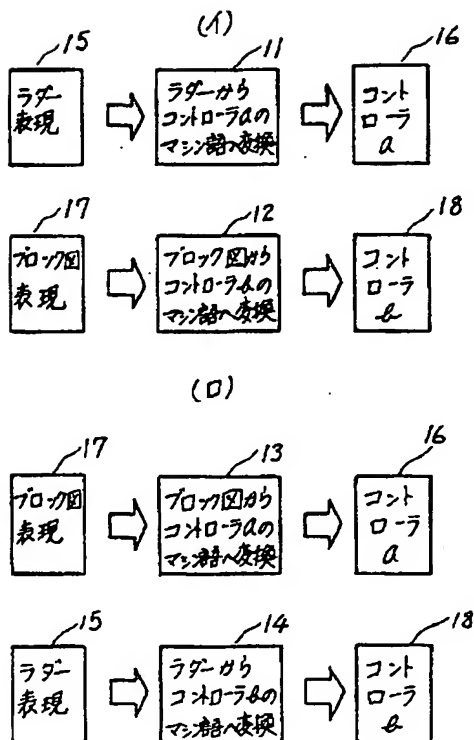 (イ)
15
11
16
ラダー
表現
ラダーから
コントローラaの
マシン語へ変換
コント
ローラ
a
17
12
18
ブロック図
表現
ブロック図から
コントローラbの
マシン語へ変換
コント
ローラ
b
(ロ)
17
13
16
ブロック図
表現
ブロック図から
コントローラaの
マシン語へ変換
コント
ローラ
a
15
14
18
ラダー
表現
ラダーから
コントローラbの
マシン語へ変換
コント
ローラ
b